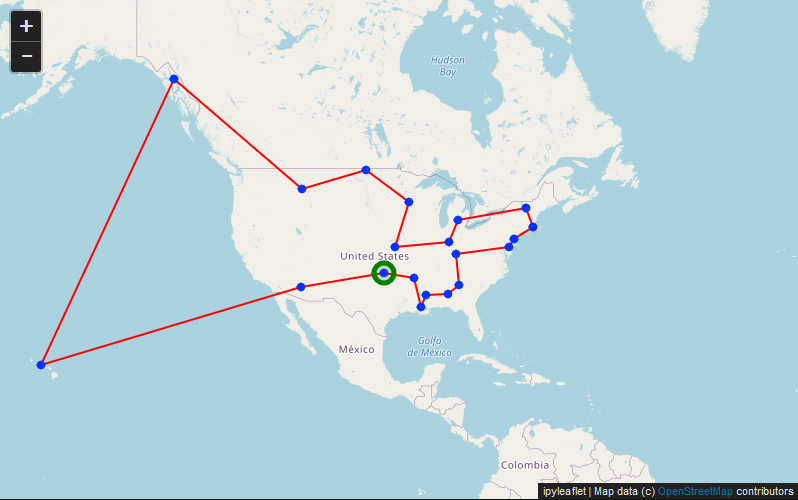 +
−
Hudson
Bay
United States
México
Golfo
de México
Colombia
ipyleaflet | Map data (c) OpenStreetMap contributors